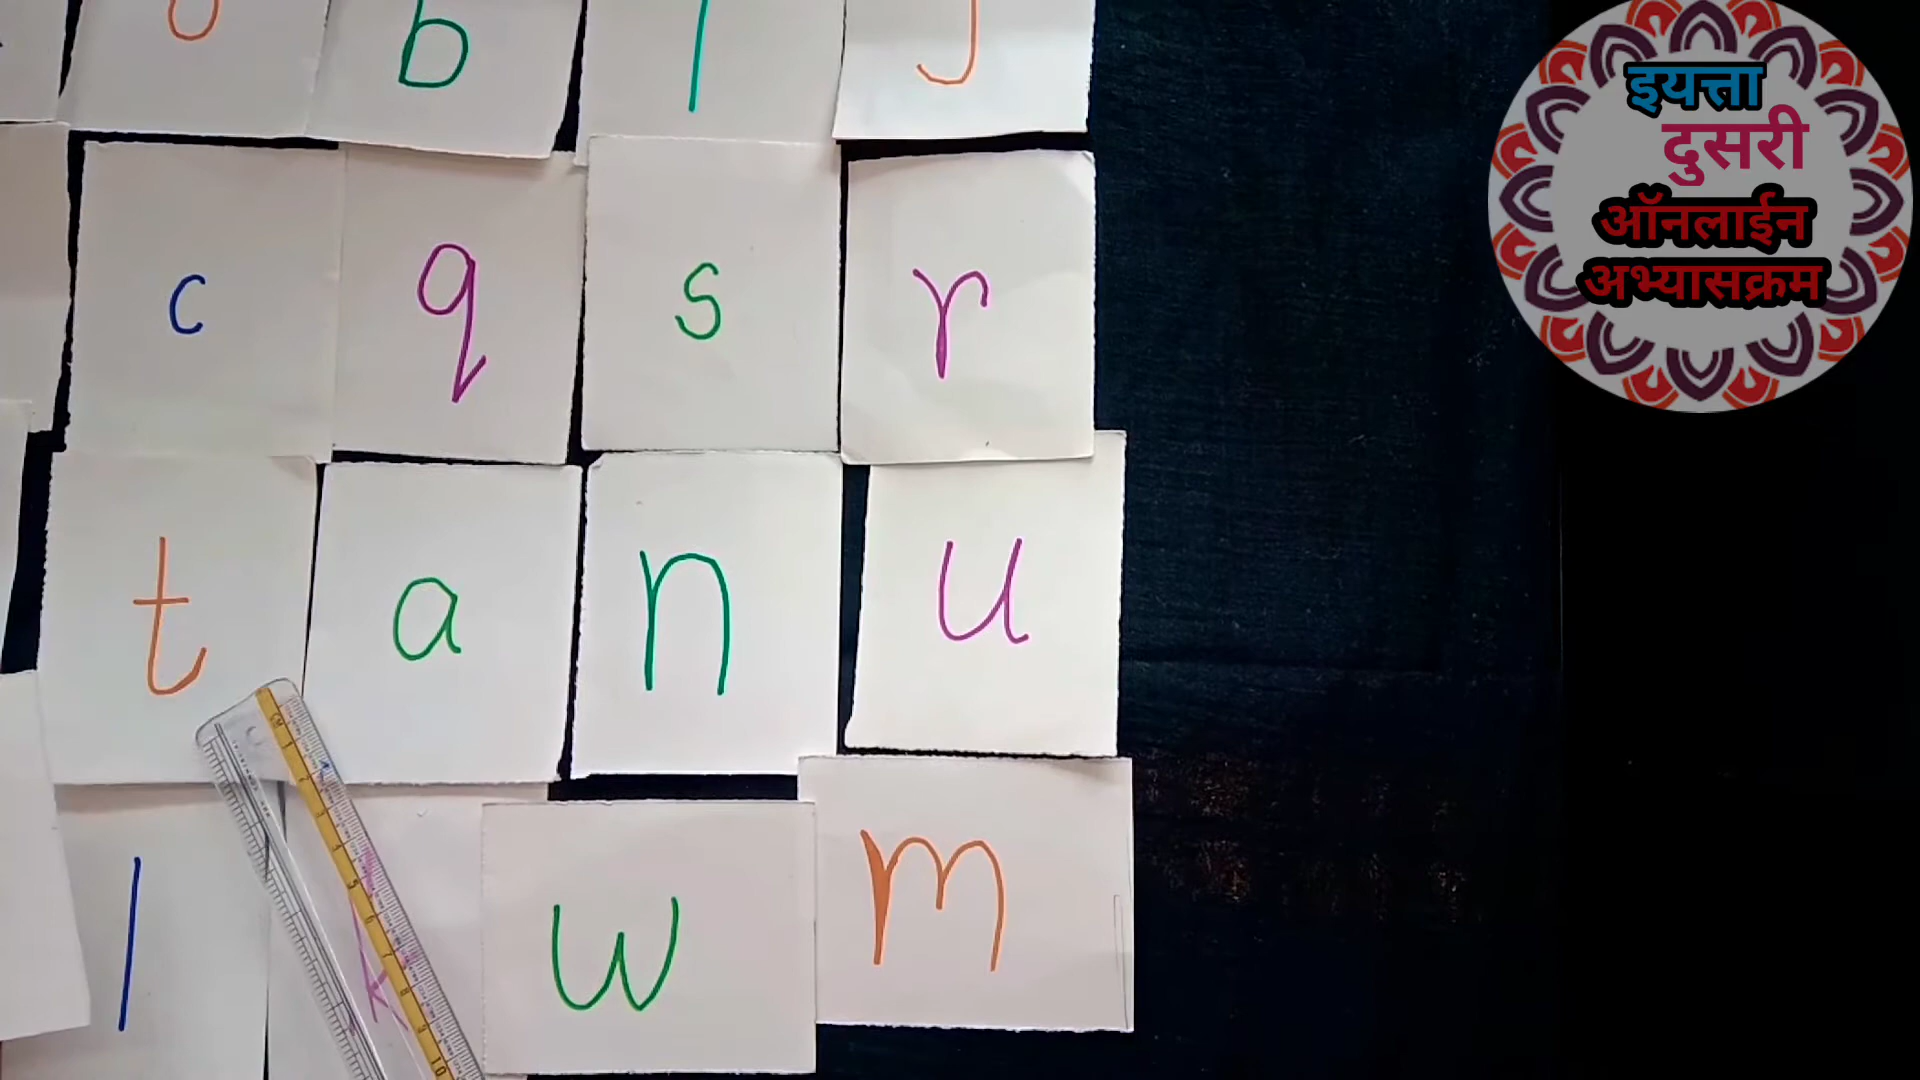 b j
c q s r
t a n u
l k w m
इयत्ता
दुसरी
ऑनलाईन
अभ्यासक्रम